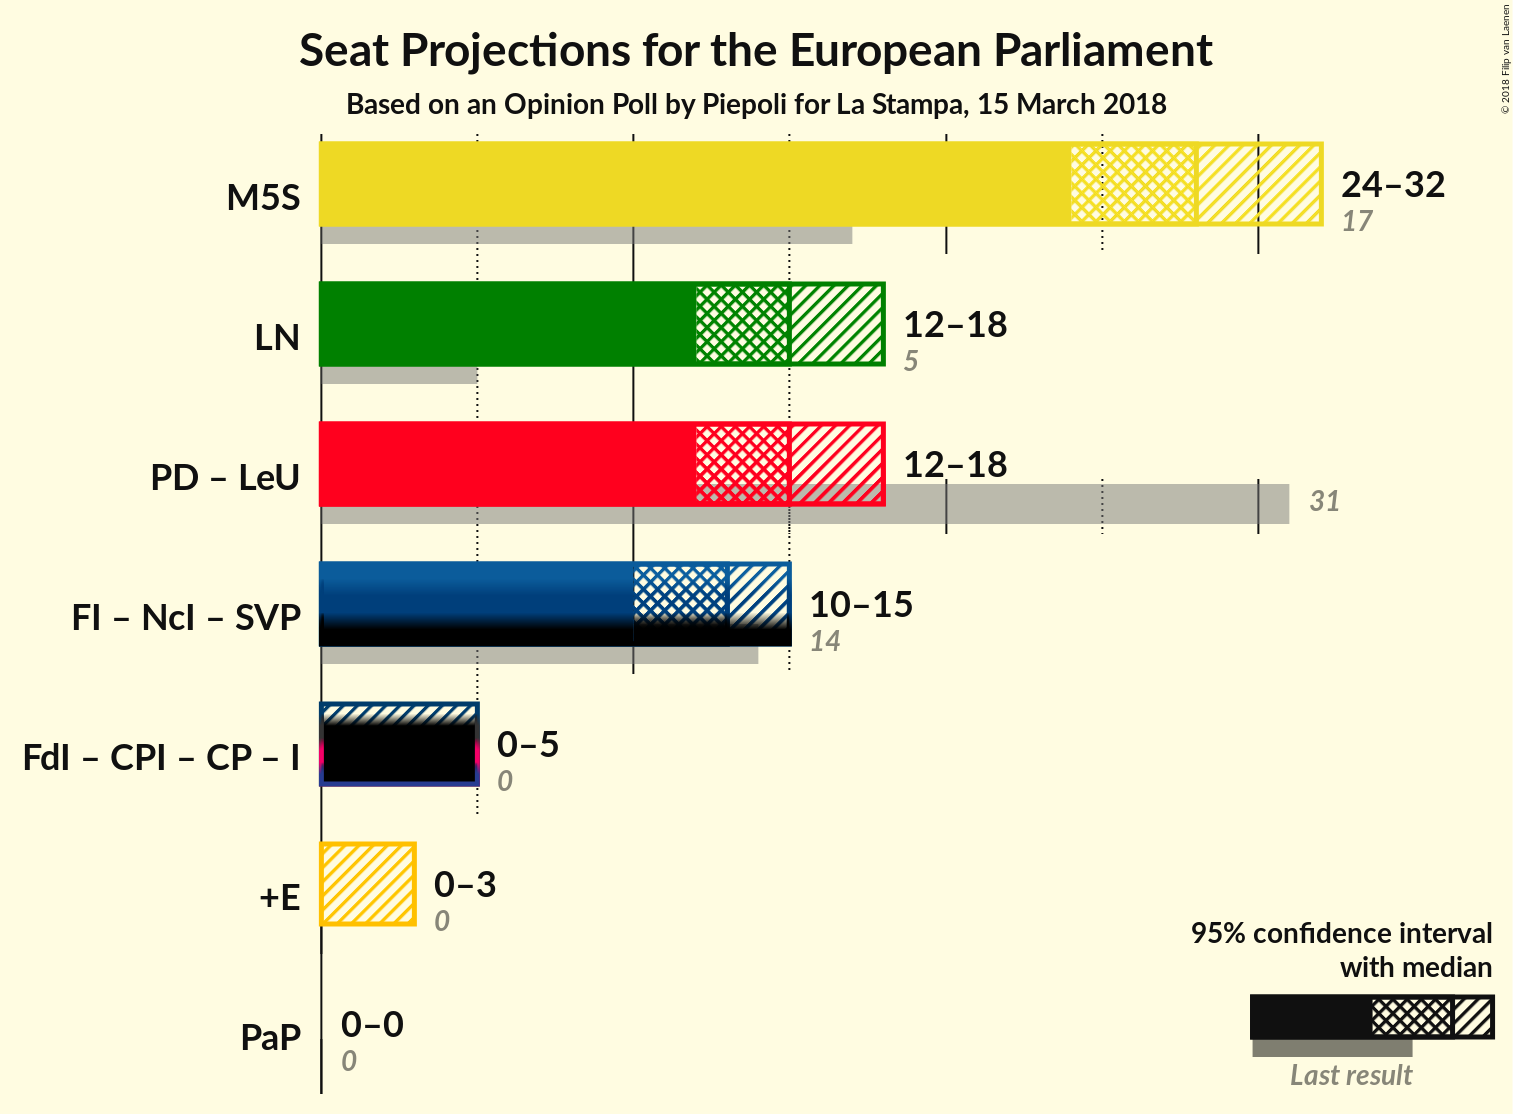 Seat Projections for the European Parliament
Based on an Opinion Poll by Piepoli for La Stampa, 15 March 2018
© 2018 Filip van Laenen
M5S
24–32
17
LN
12–18
5
PD – LeU
12–18
31
FI – NcI – SVP
10–15
14
FdI – CPI – CP – I
0–5
0
+E
0–3
0
PaP
0–0
0
95% confidence interval
with median
Last result